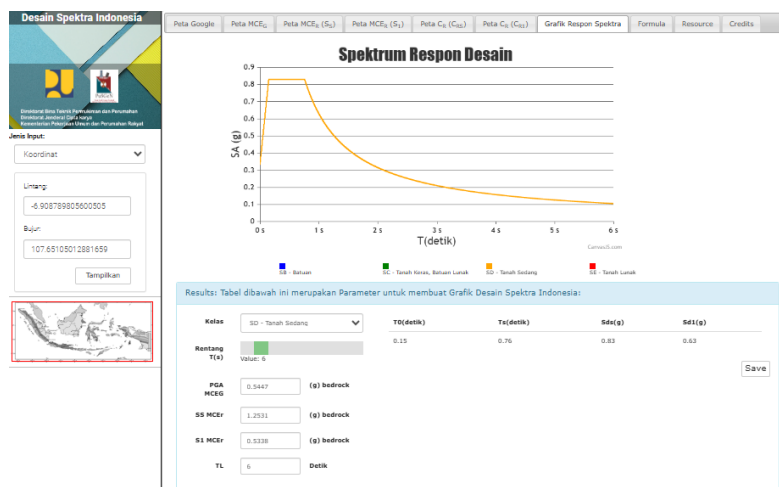 Desain Spektra Indonesia
PUSGEN
Direktorat Bina Teknik Permukiman dan Perumahan
Direktorat Jenderal Cipta Karya
Kementerian Pekerjaan Umum dan Perumahan Rakyat
Jenis Input:
Koordinat
Lintang:
-6.908789805600505
Bujur:
107.65105012881659
Tampilkan
Peta Google Peta MCEG Peta MCER (SS) Peta MCER (S1) Peta CR (CRS) Peta CR (CR1) Grafik Respon Spektra Formula Resource Credits
Spektrum Respon Desain
SA (g)
0.9
0.8
0.7
0.6
0.5
0.4
0.3
0.2
0.1
0
0 s 1 s 2 s 3 s 4 s 5 s 6 s
T(detik)
CanvasJS.com
SB - Batuan SC - Tanah Keras, Batuan Lunak SD - Tanah Sedang SE - Tanah Lunak
Results: Tabel dibawah ini merupakan Parameter untuk membuat Grafik Desain Spektra Indonesia:
Kelas SD - Tanah Sedang
Rentang T(s)
Value: 6
PGA MCEG 0.5447 (g) bedrock
SS MCEr 1.2531 (g) bedrock
S1 MCEr 0.5338 (g) bedrock
TL 6 Detik
T0(detik) Ts(detik) Sds(g) Sd1(g)
0.15 0.76 0.83 0.63
Save